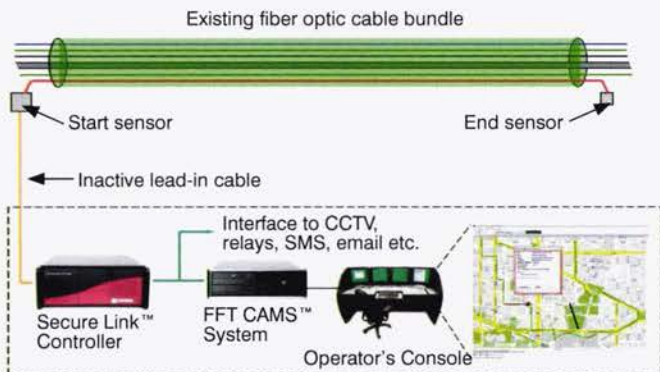 Existing fiber optic cable bundle
Start sensor
End sensor
Inactive lead-in cable
Interface to CCTV,
relays, SMS, email etc.
Secure Link™
Controller
FFT CAMS™
System
Operator's Console